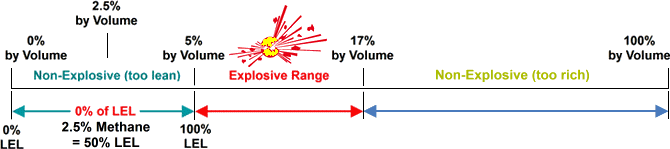 2.5%
by Volume
0%
by Volume
5%
by Volume
17%
by Volume
100%
by Volume
Non-Explosive (too lean)
Explosive Range
Non-Explosive (too rich)
0% of LEL
0%
LEL
2.5% Methane
= 50% LEL
100%
LEL